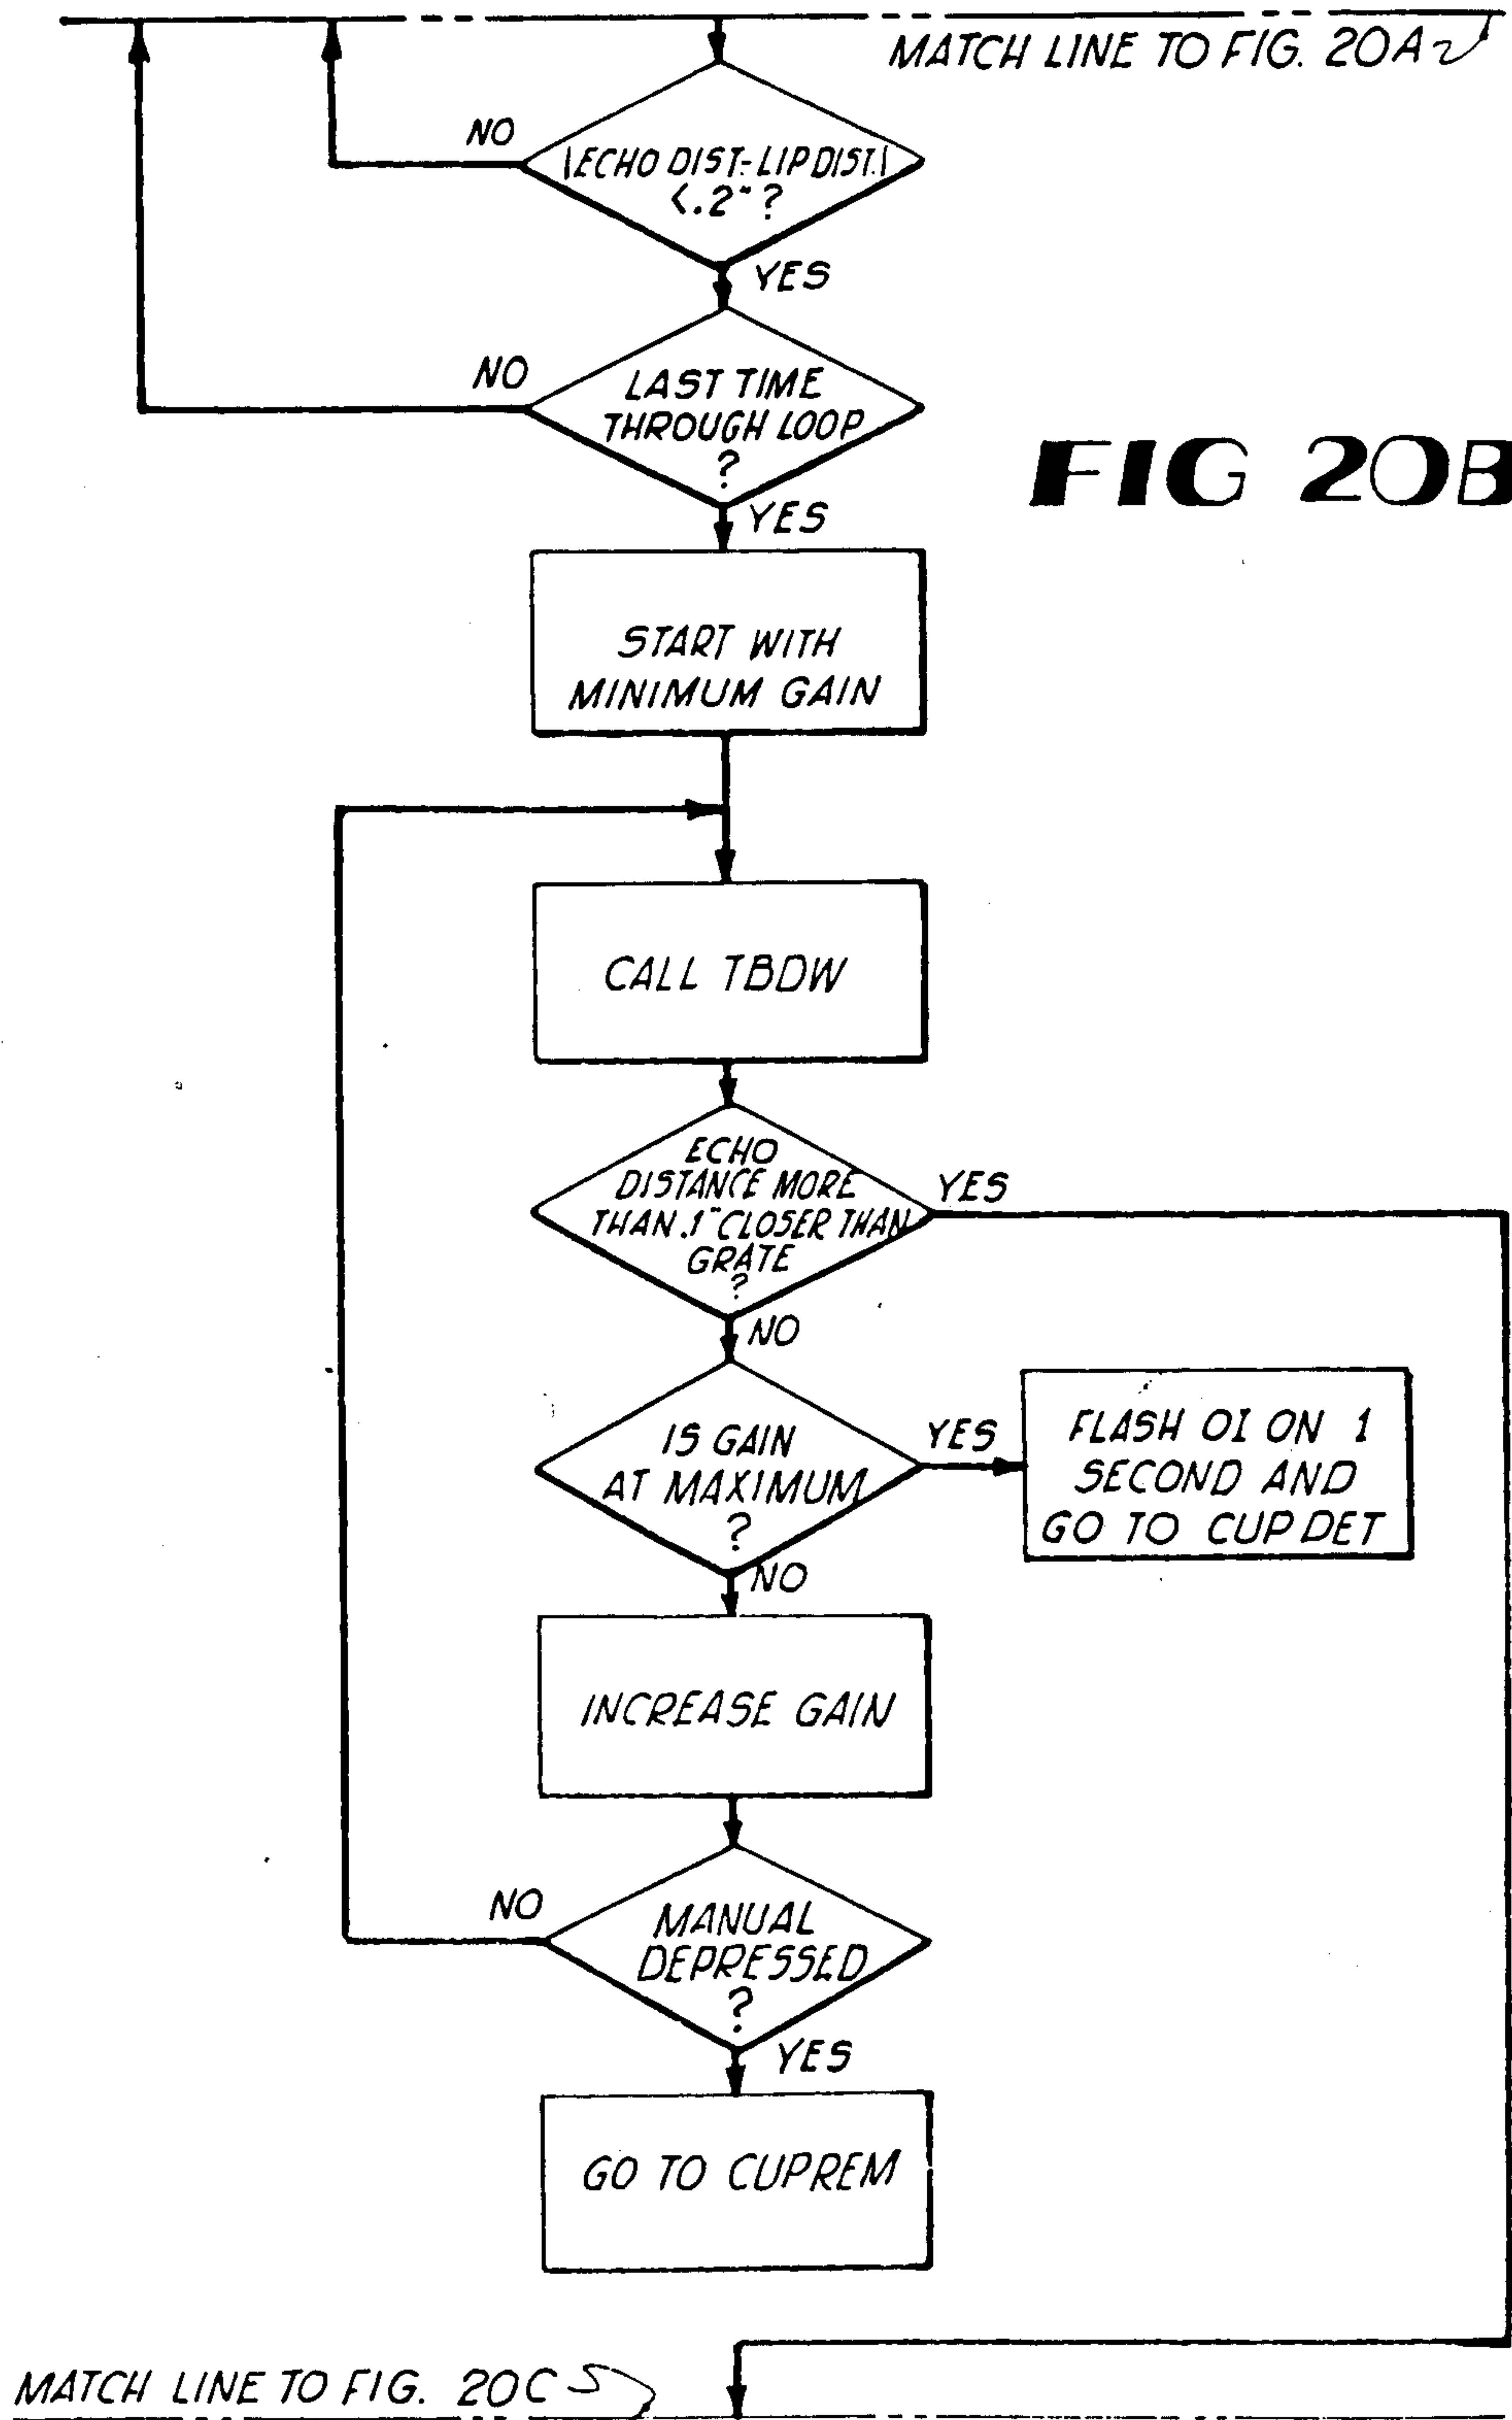 MATCH LINE TO FIG. 20A
NO
|ECHO DIST.-LIP DIST.|
<.2" ?
YES
NO
LAST TIME
THROUGH LOOP
?
FIG 20B
YES
START WITH
MINIMUM GAIN
CALL TBDW
ECHO
DISTANCE MORE
THAN .1" CLOSER THAN
GRATE
?
YES
NO
IS GAIN
AT MAXIMUM
?
YES
FLASH OI ON 1
SECOND AND
GO TO CUP DET
NO
INCREASE GAIN
NO
MANUAL
DEPRESSED
?
YES
GO TO CUPREM
MATCH LINE TO FIG. 20C